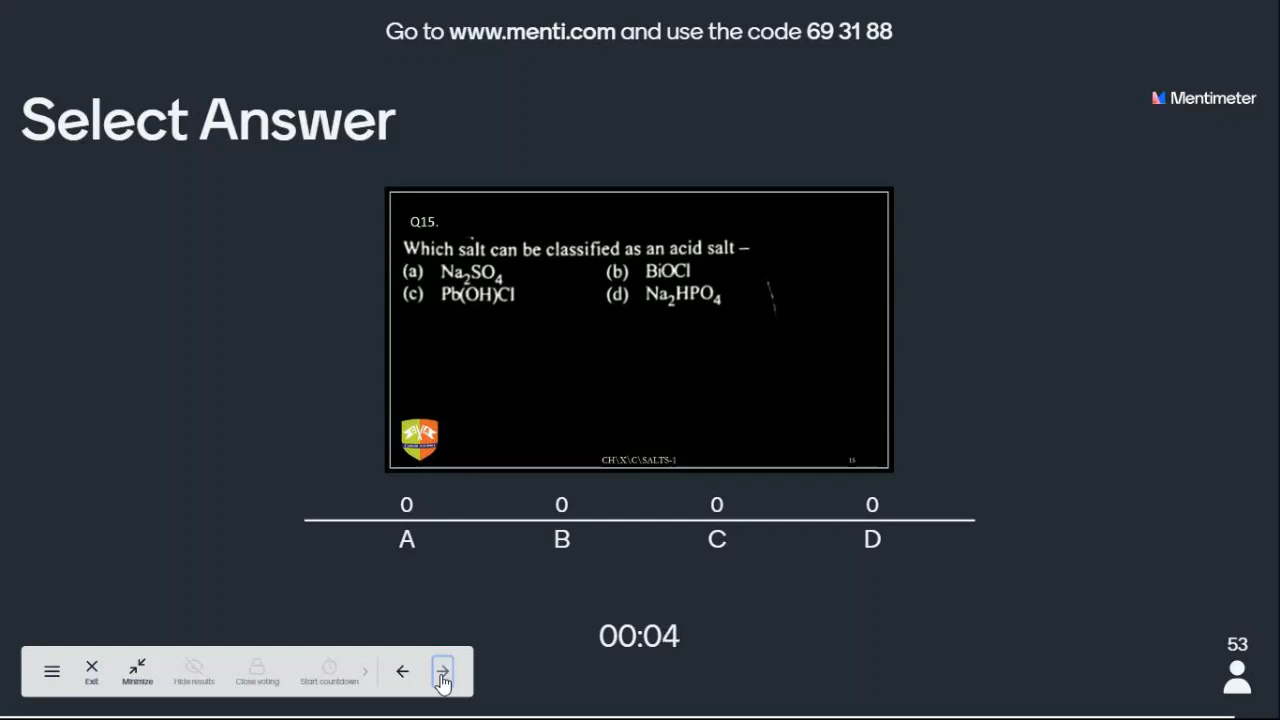 Go to www.menti.com and use the code 69 31 88
Select Answer
Mentimeter
Q15.
Which salt can be classified as an acid salt –
(a) Na₂SO₄ (b) BiOCl
(c) Pb(OH)Cl (d) Na₂HPO₄
CH\X\C\SALTS-1
0 0 0 0
A B C D
00:04
53
Exit Minimize Hide results Close voting Start countdown